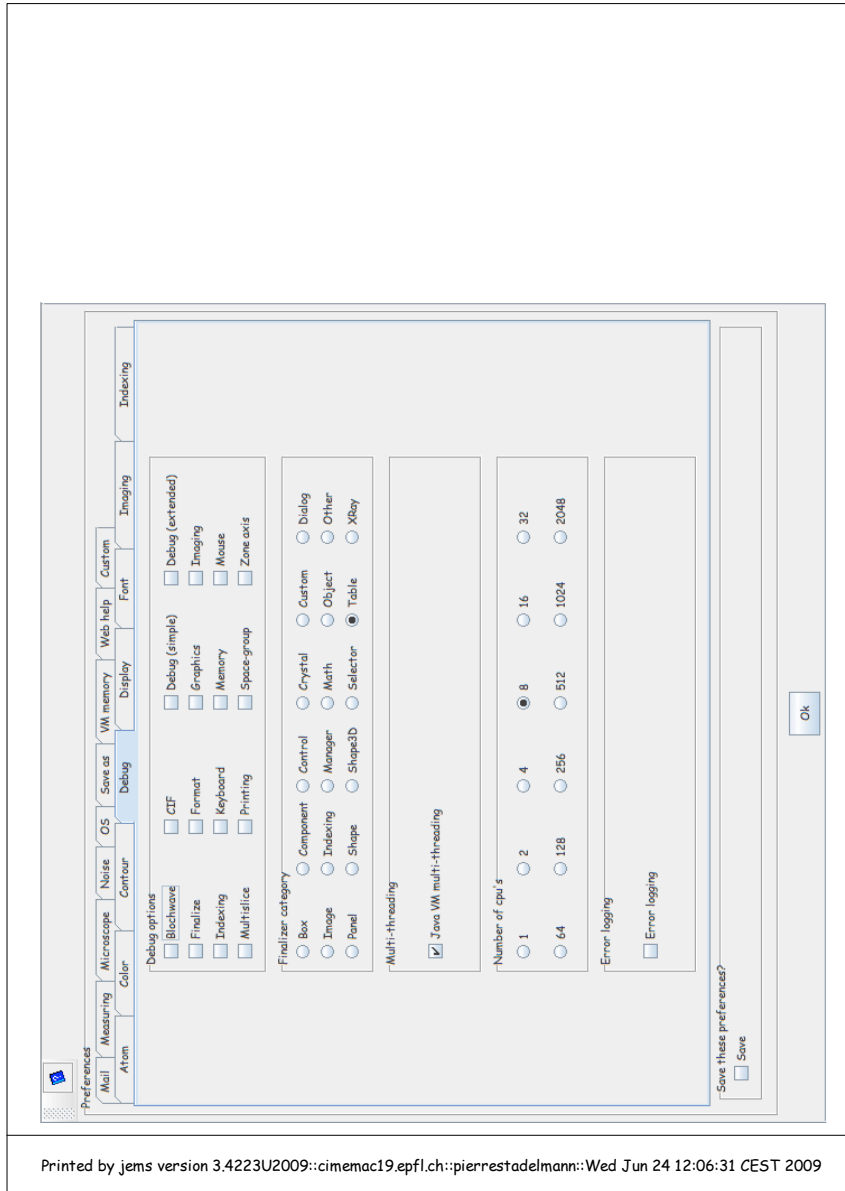 Preferences
Mail Measuring Microscope Noise OS Save as VM memory Web help Custom
Atom Color Contour Debug Display Font Imaging Indexing
Debug options
Blochwave CIF Debug (simple) Debug (extended)
Finalize Format Graphics Imaging
Indexing Keyboard Memory Mouse
Multislice Printing Space-group Zone axis
Finalizer category
Box Component Control Crystal Custom Dialog
Image Indexing Manager Math Object Other
Panel Shape Shape3D Selector Table XRay
Multi-threading
Java VM multi-threading
Number of cpu's
1 2 4 8 16 32
64 128 256 512 1024 2048
Error logging
Error logging
Save these preferences?
Save
Ok
Printed by jems version 3.4223U2009::cimemac19.epfl.ch::pierrestadelmann::Wed Jun 24 12:06:31 CEST 2009